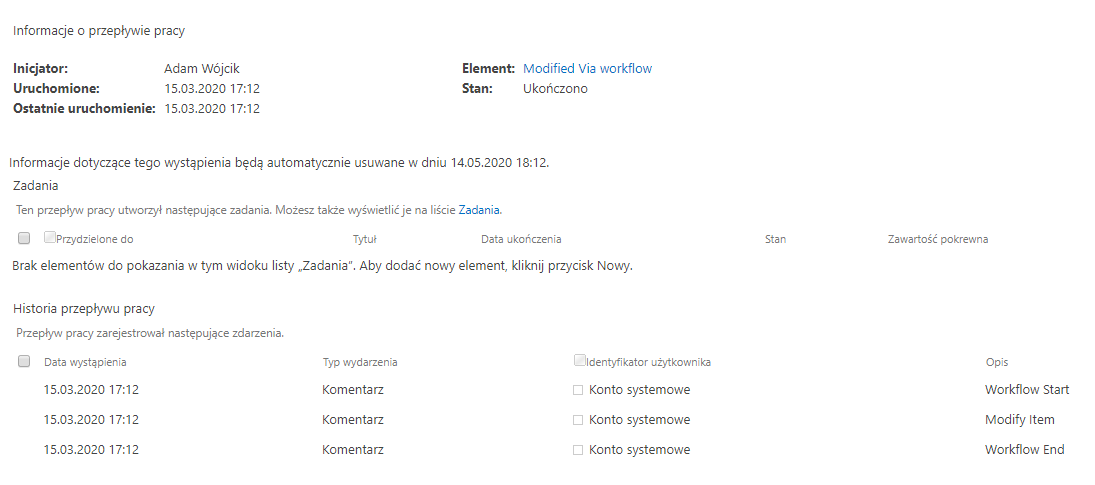 Informacje o przepływie pracy
Inicjator: Adam Wójcik Element: Modified Via workflow
Uruchomione: 15.03.2020 17:12 Stan: Ukończono
Ostatnie uruchomienie: 15.03.2020 17:12
Informacje dotyczące tego wystąpienia będą automatycznie usuwane w dniu 14.05.2020 18:12.
Zadania
Ten przepływ pracy utworzył następujące zadania. Możesz także wyświetlić je na liście Zadania.
Przydzielone do Tytuł Data ukończenia Stan Zawartość pokrewna
Brak elementów do pokazania w tym widoku listy „Zadania”. Aby dodać nowy element, kliknij przycisk Nowy.
Historia przepływu pracy
Przepływ pracy zarejestrował następujące zdarzenia.
Data wystąpienia Typ wydarzenia Identyfikator użytkownika Opis
15.03.2020 17:12 Komentarz Konto systemowe Workflow Start
15.03.2020 17:12 Komentarz Konto systemowe Modify Item
15.03.2020 17:12 Komentarz Konto systemowe Workflow End